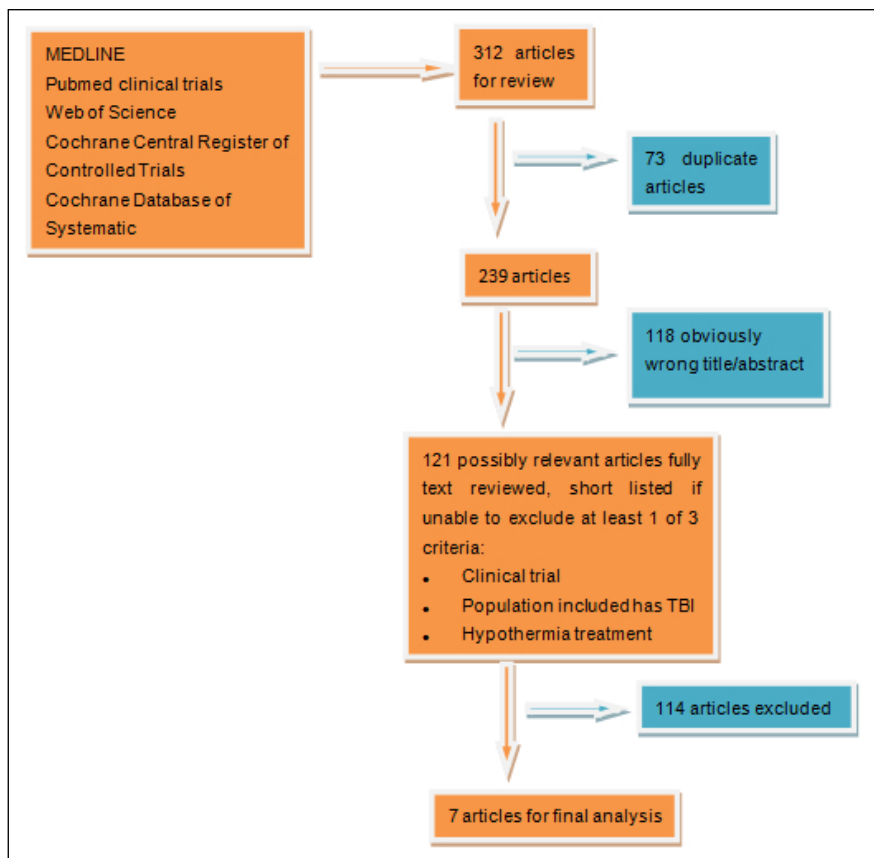 MEDLINE
Pubmed clinical trials
Web of Science
Cochrane Central Register of
Controlled Trials
Cochrane Database of
Systematic
312 articles
for review
73 duplicate
articles
239 articles
118 obviously
wrong title/abstract
121 possibly relevant articles fully
text reviewed, short listed if
unable to exclude at least 1 of 3
criteria:
• Clinical trial
• Population included has TBI
• Hypothermia treatment
114 articles excluded
7 articles for final analysis